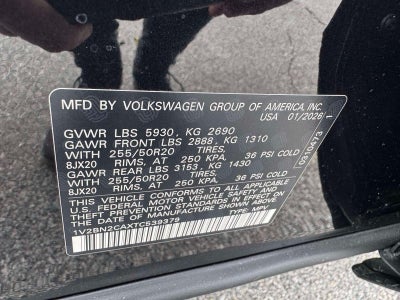 MFD BY VOLKSWAGEN GROUP OF AMERICA, INC.
USA 01/2026
GVWR LBS 5930, KG 2690
GAWR FRONT LBS 2888, KG 1310
WITH 255/50R20 TIRES,
8JX20 RIMS, AT 250 KPA. 36 PSI COLD
GAWR REAR LBS 3153, KG 1430
WITH 255/50R20 TIRES,
8JX20 RIMS, AT 250 KPA. 36 PSI COLD
THIS VEHICLE CONFORMS TO ALL APPLICABLE
U.S. FEDERAL MOTOR VEHICLE SAFETY AND
THEFT PREVENTION STANDARDS IN EFFECT ON THE
DATE OF MANUFACTURE
1V2BN2CAXTC539379 TYPE: MPV